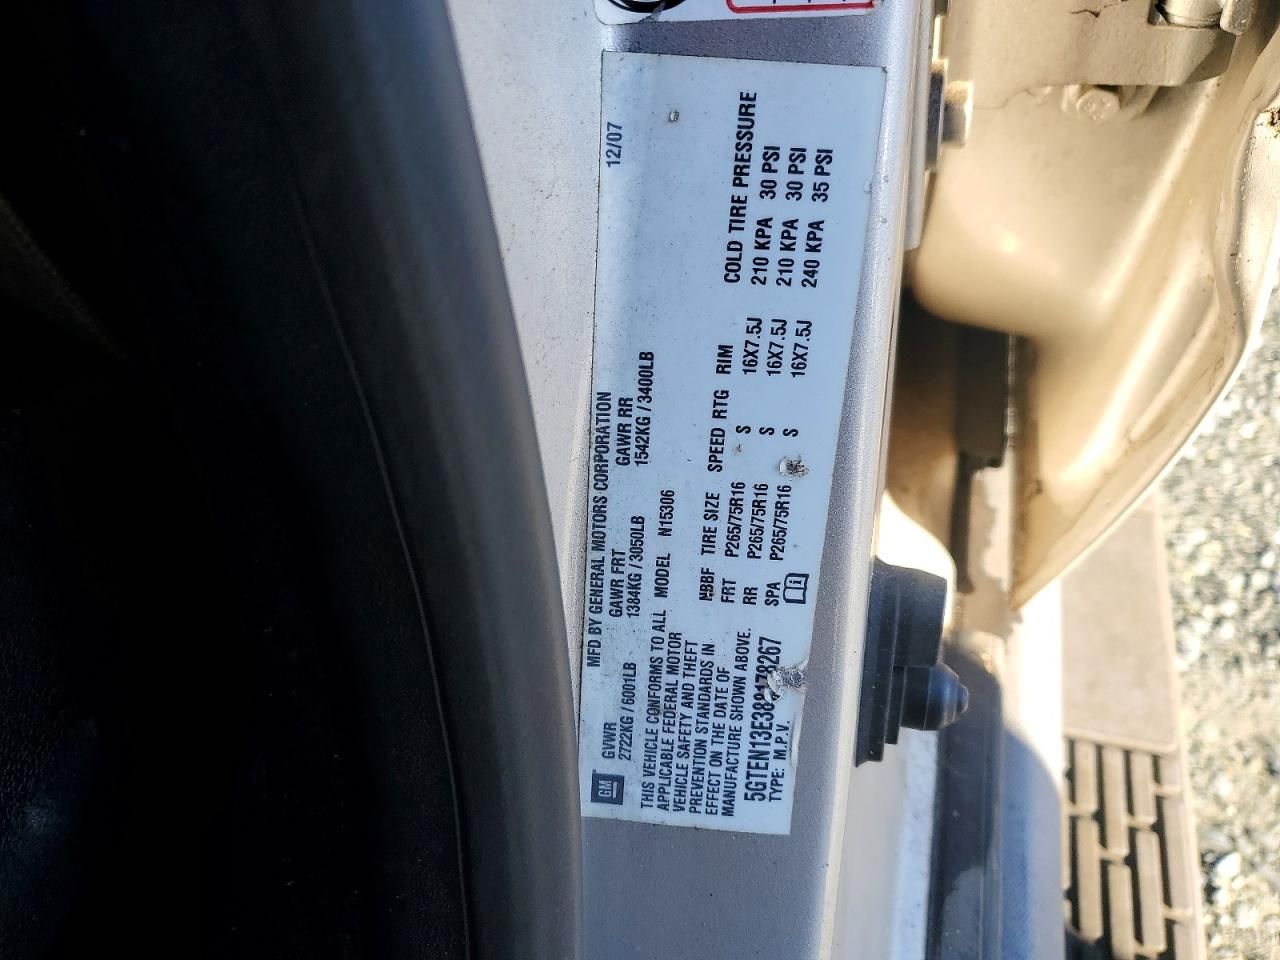 12/07
MFD BY GENERAL MOTORS CORPORATION
GM
GVWR GAWR FRT GAWR RR
2722KG / 6001LB 1384KG / 3050LB 1542KG / 3400LB
THIS VEHICLE CONFORMS TO ALL
APPLICABLE FEDERAL MOTOR
VEHICLE SAFETY AND THEFT
PREVENTION STANDARDS IN
EFFECT ON THE DATE OF
MANUFACTURE SHOWN ABOVE.
5GTEN13E388178267
TYPE: M.P.V.
MODEL N15306
HBBF TIRE SIZE SPEED RTG RIM COLD TIRE PRESSURE
FRT P265/75R16 S 16X7.5J 210 KPA 30 PSI
RR P265/75R16 S 16X7.5J 210 KPA 30 PSI
SPA P265/75R16 S 16X7.5J 240 KPA 35 PSI